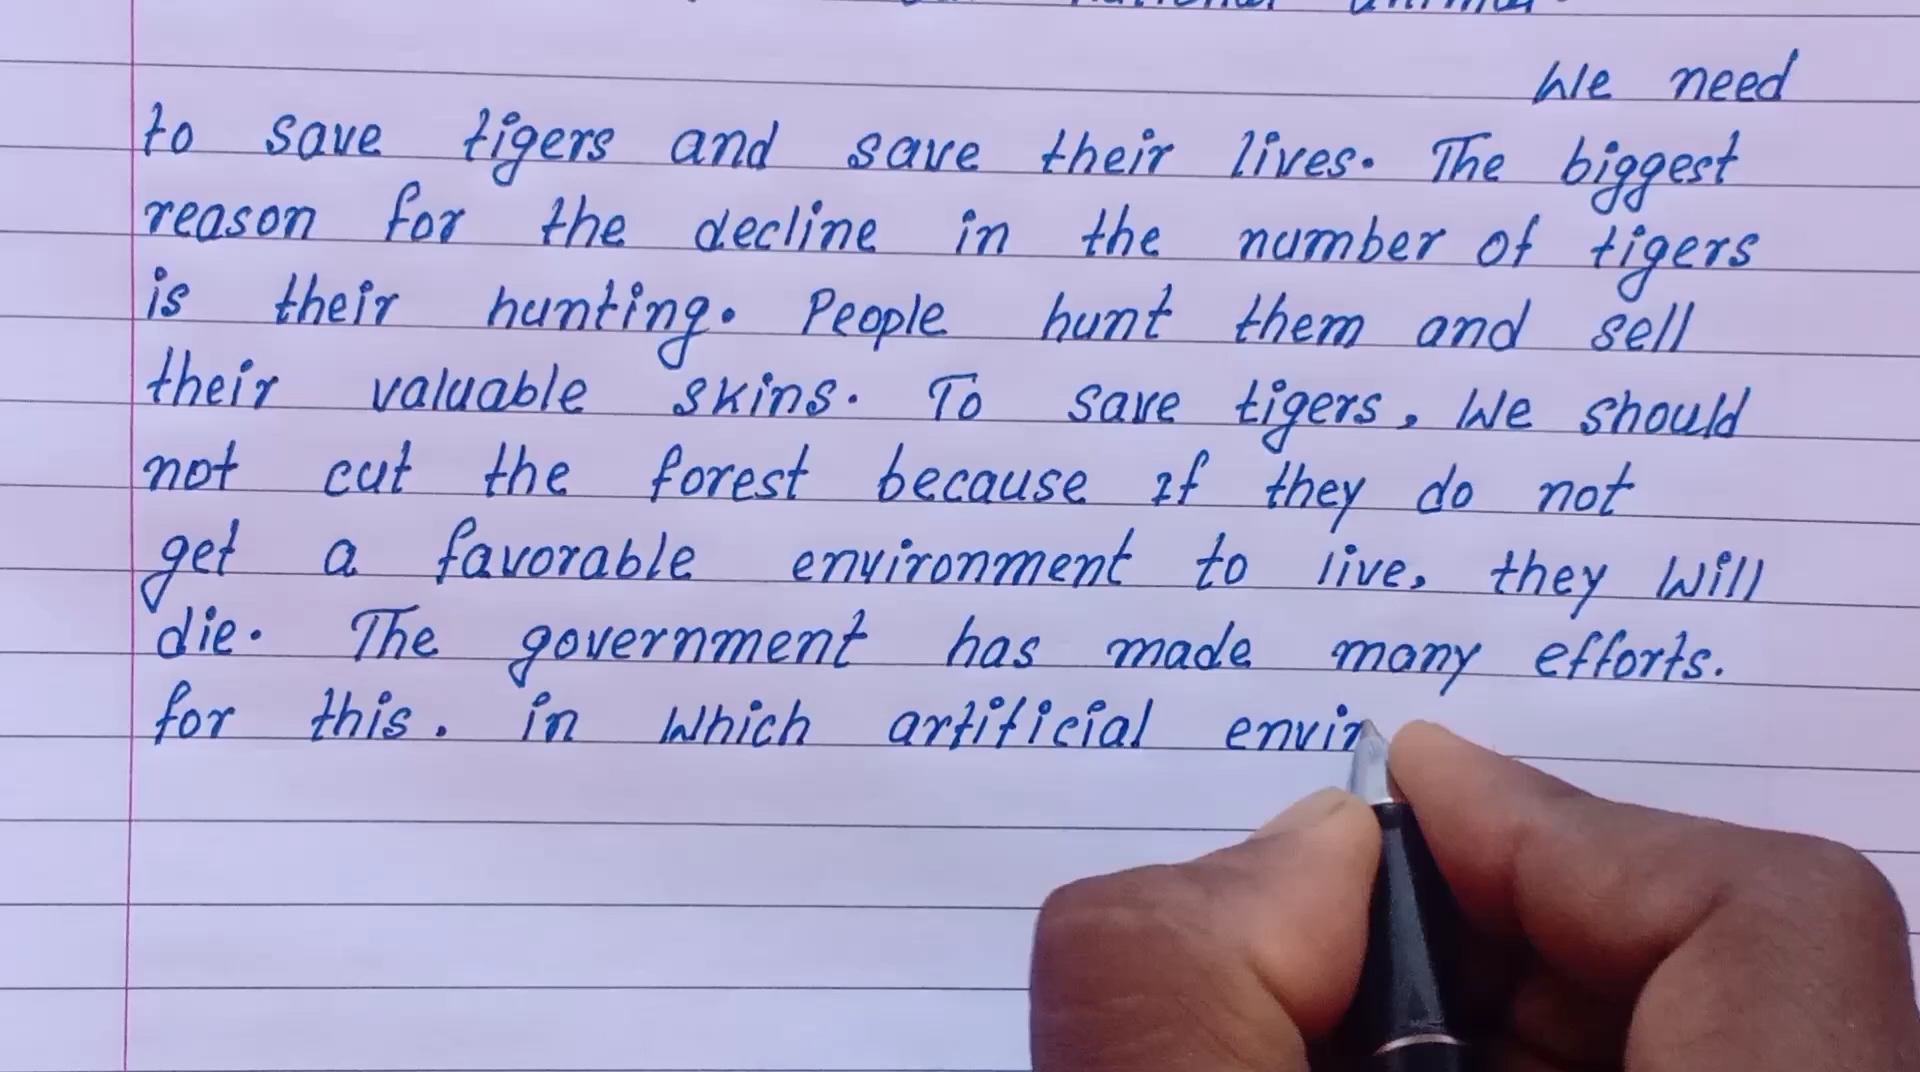 national animal.
We need
to save tigers and save their lives. The biggest
reason for the decline in the number of tigers
is their hunting. People hunt them and sell
their valuable skins. To save tigers, We should
not cut the forest because if they do not
get a favorable environment to live, they will
die. The government has made many efforts.
for this. in which artificial envir